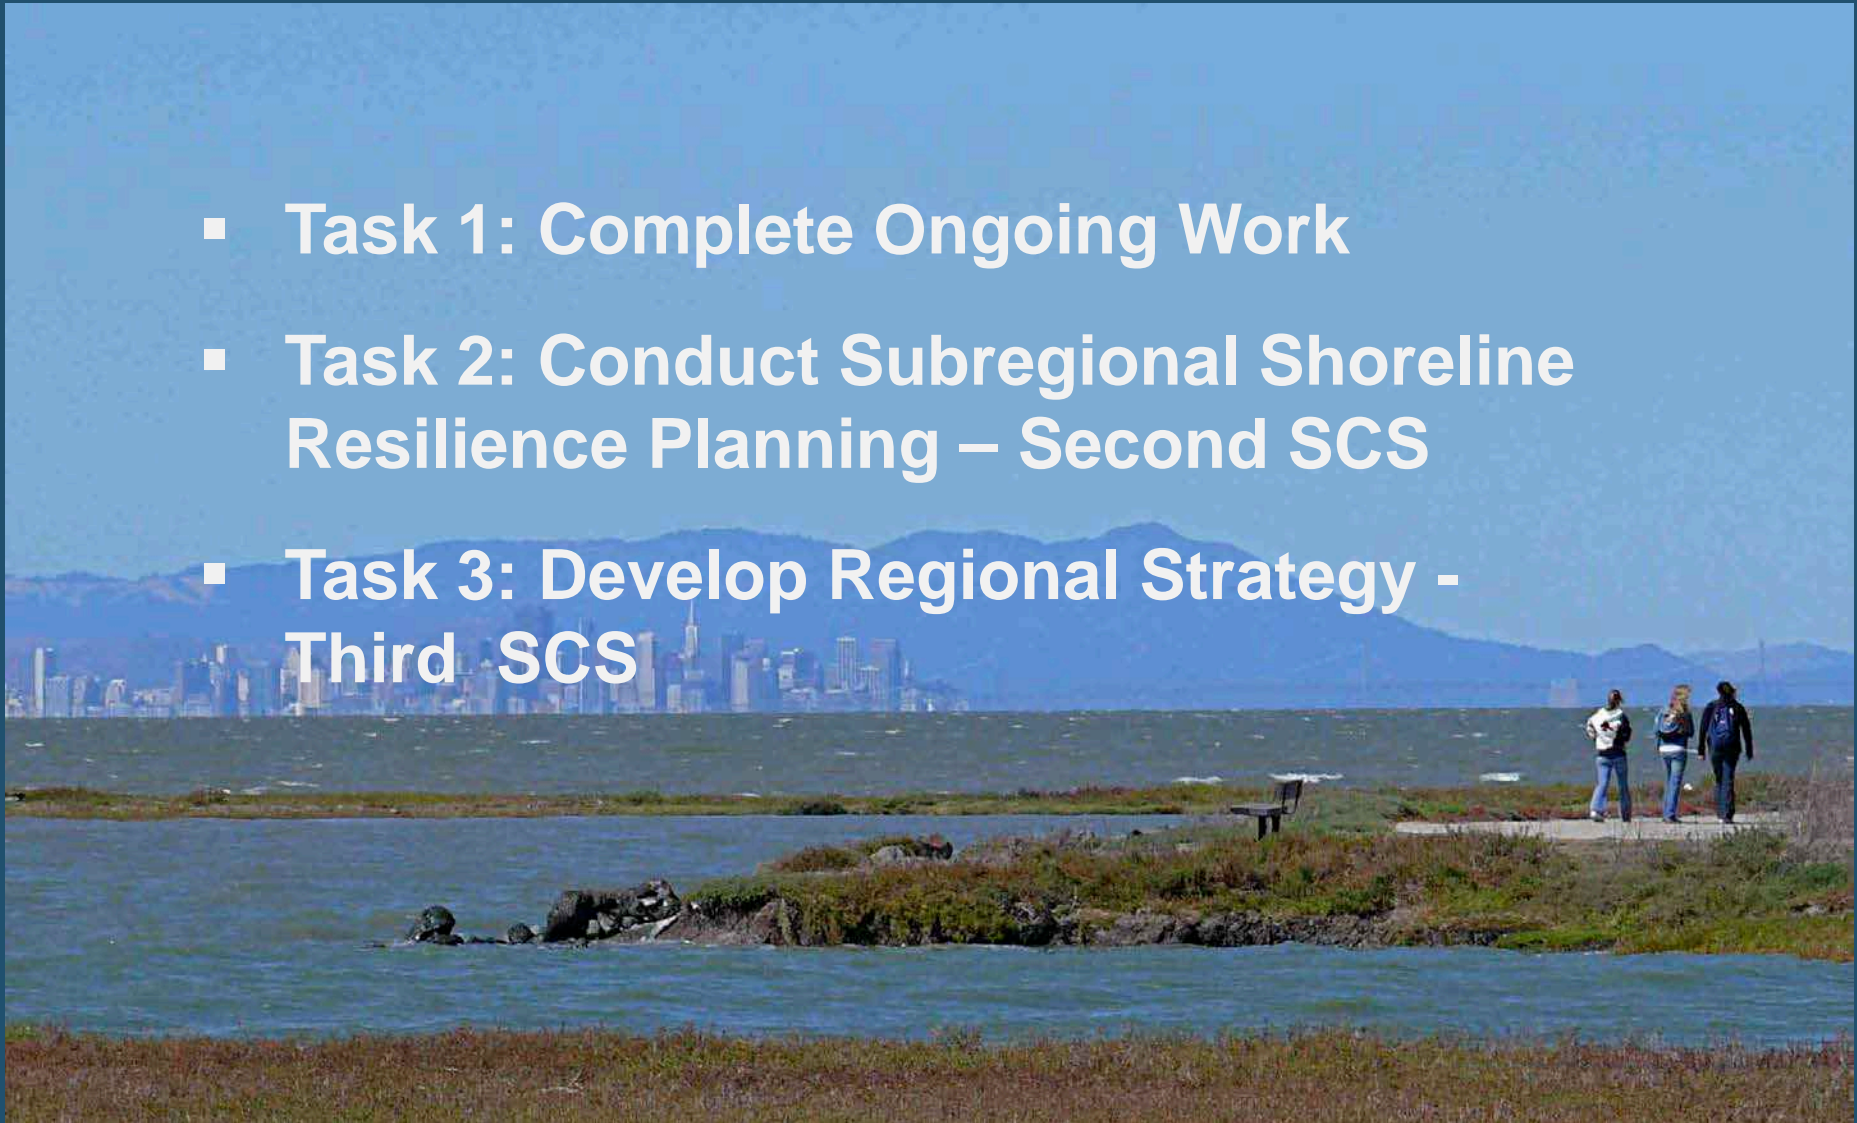 ▪ Task 1: Complete Ongoing Work
▪ Task 2: Conduct Subregional Shoreline
Resilience Planning – Second SCS
▪ Task 3: Develop Regional Strategy -
Third  SCS